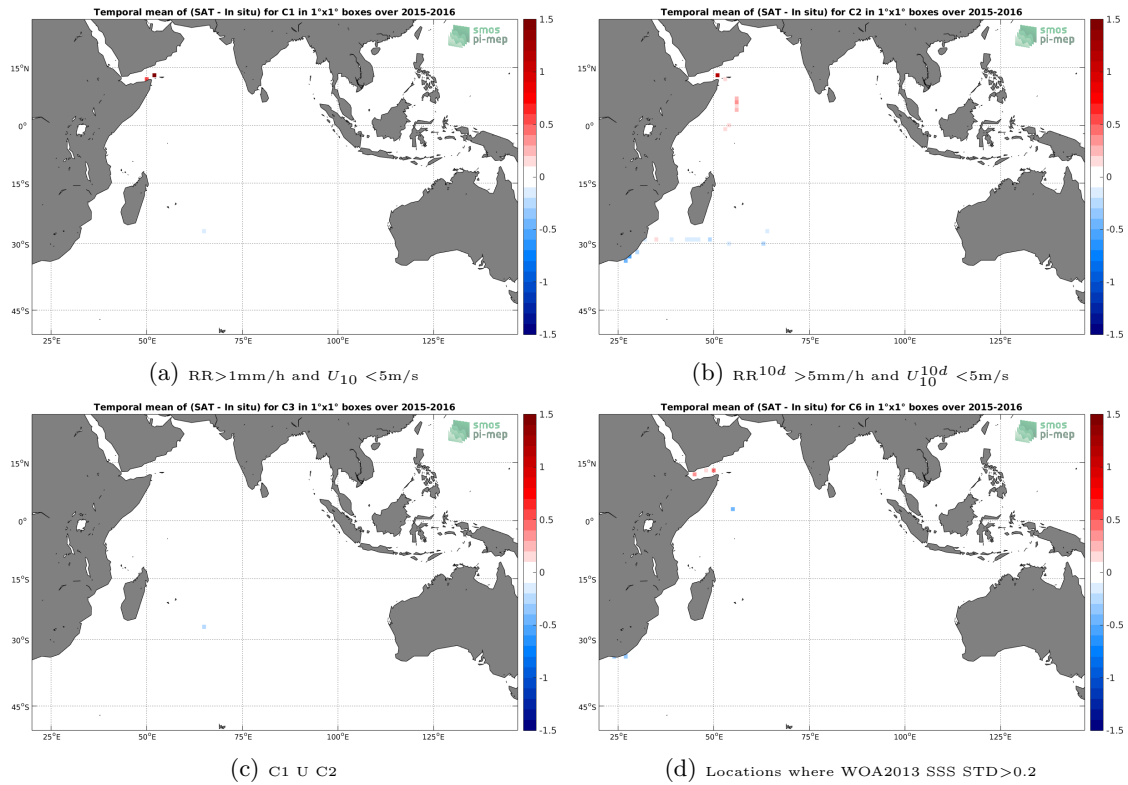 Temporal mean of (SAT - In situ) for C1 in 1°x1° boxes over 2015-2016
smos
pi-mep
15°N
0°
15°S
30°S
45°S
25°E
50°E
75°E
100°E
125°E
1.5
1
0.5
0
-0.5
-1
-1.5
(a) RR>1mm/h and U10 <5m/s
Temporal mean of (SAT - In situ) for C2 in 1°x1° boxes over 2015-2016
smos
pi-mep
15°N
0°
15°S
30°S
45°S
25°E
50°E
75°E
100°E
125°E
1.5
1
0.5
0
-0.5
-1
-1.5
(b) RR^10d >5mm/h and U10^10d <5m/s
Temporal mean of (SAT - In situ) for C3 in 1°x1° boxes over 2015-2016
smos
pi-mep
15°N
0°
15°S
30°S
45°S
25°E
50°E
75°E
100°E
125°E
1.5
1
0.5
0
-0.5
-1
-1.5
(c) C1 U C2
Temporal mean of (SAT - In situ) for C6 in 1°x1° boxes over 2015-2016
smos
pi-mep
15°N
0°
15°S
30°S
45°S
25°E
50°E
75°E
100°E
125°E
1.5
1
0.5
0
-0.5
-1
-1.5
(d) Locations where WOA2013 SSS STD>0.2